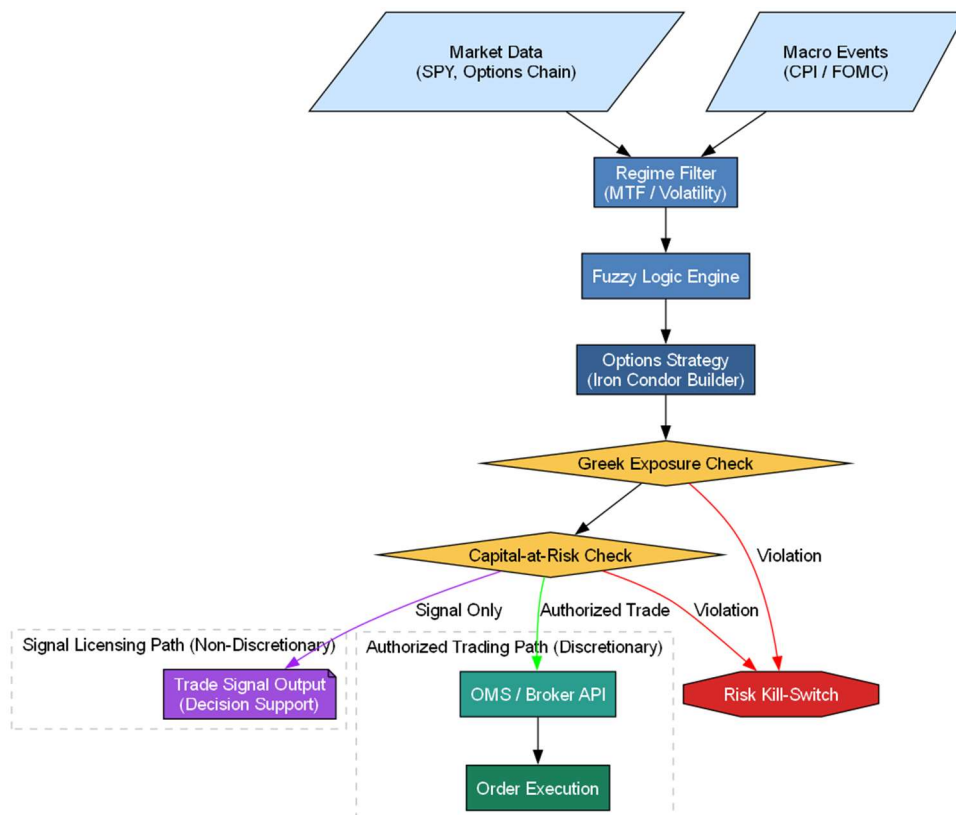 Market Data
(SPY, Options Chain)
Macro Events
(CPI / FOMC)
Regime Filter
(MTF / Volatility)
Fuzzy Logic Engine
Options Strategy
(Iron Condor Builder)
Greek Exposure Check
Violation
Capital-at-Risk Check
Signal Only
Authorized Trade
Violation
Signal Licensing Path (Non-Discretionary)
Authorized Trading Path (Discretionary)
Trade Signal Output
(Decision Support)
OMS / Broker API
Risk Kill-Switch
Order Execution